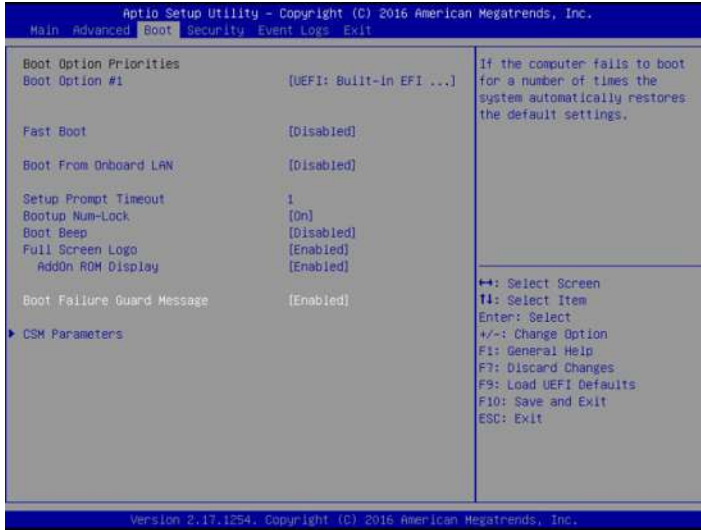 Aptio Setup Utility – Copyright (C) 2016 American Megatrends, Inc.
Main Advanced Boot Security Event Logs Exit
Boot Option Priorities
Boot Option #1 [UEFI: Built-in EFI ...]
Fast Boot [Disabled]
Boot From Onboard LAN [Disabled]
Setup Prompt Timeout 1
Bootup Num-Lock [On]
Boot Beep [Disabled]
Full Screen Logo [Enabled]
AddOn ROM Display [Enabled]
Boot Failure Guard Message [Enabled]
CSM Parameters
If the computer fails to boot
for a number of times the
system automatically restores
the default settings.
↔: Select Screen
↑↓: Select Item
Enter: Select
+/-: Change Option
F1: General Help
F7: Discard Changes
F9: Load UEFI Defaults
F10: Save and Exit
ESC: Exit
Version 2.17.1254. Copyright (C) 2016 American Megatrends, Inc.